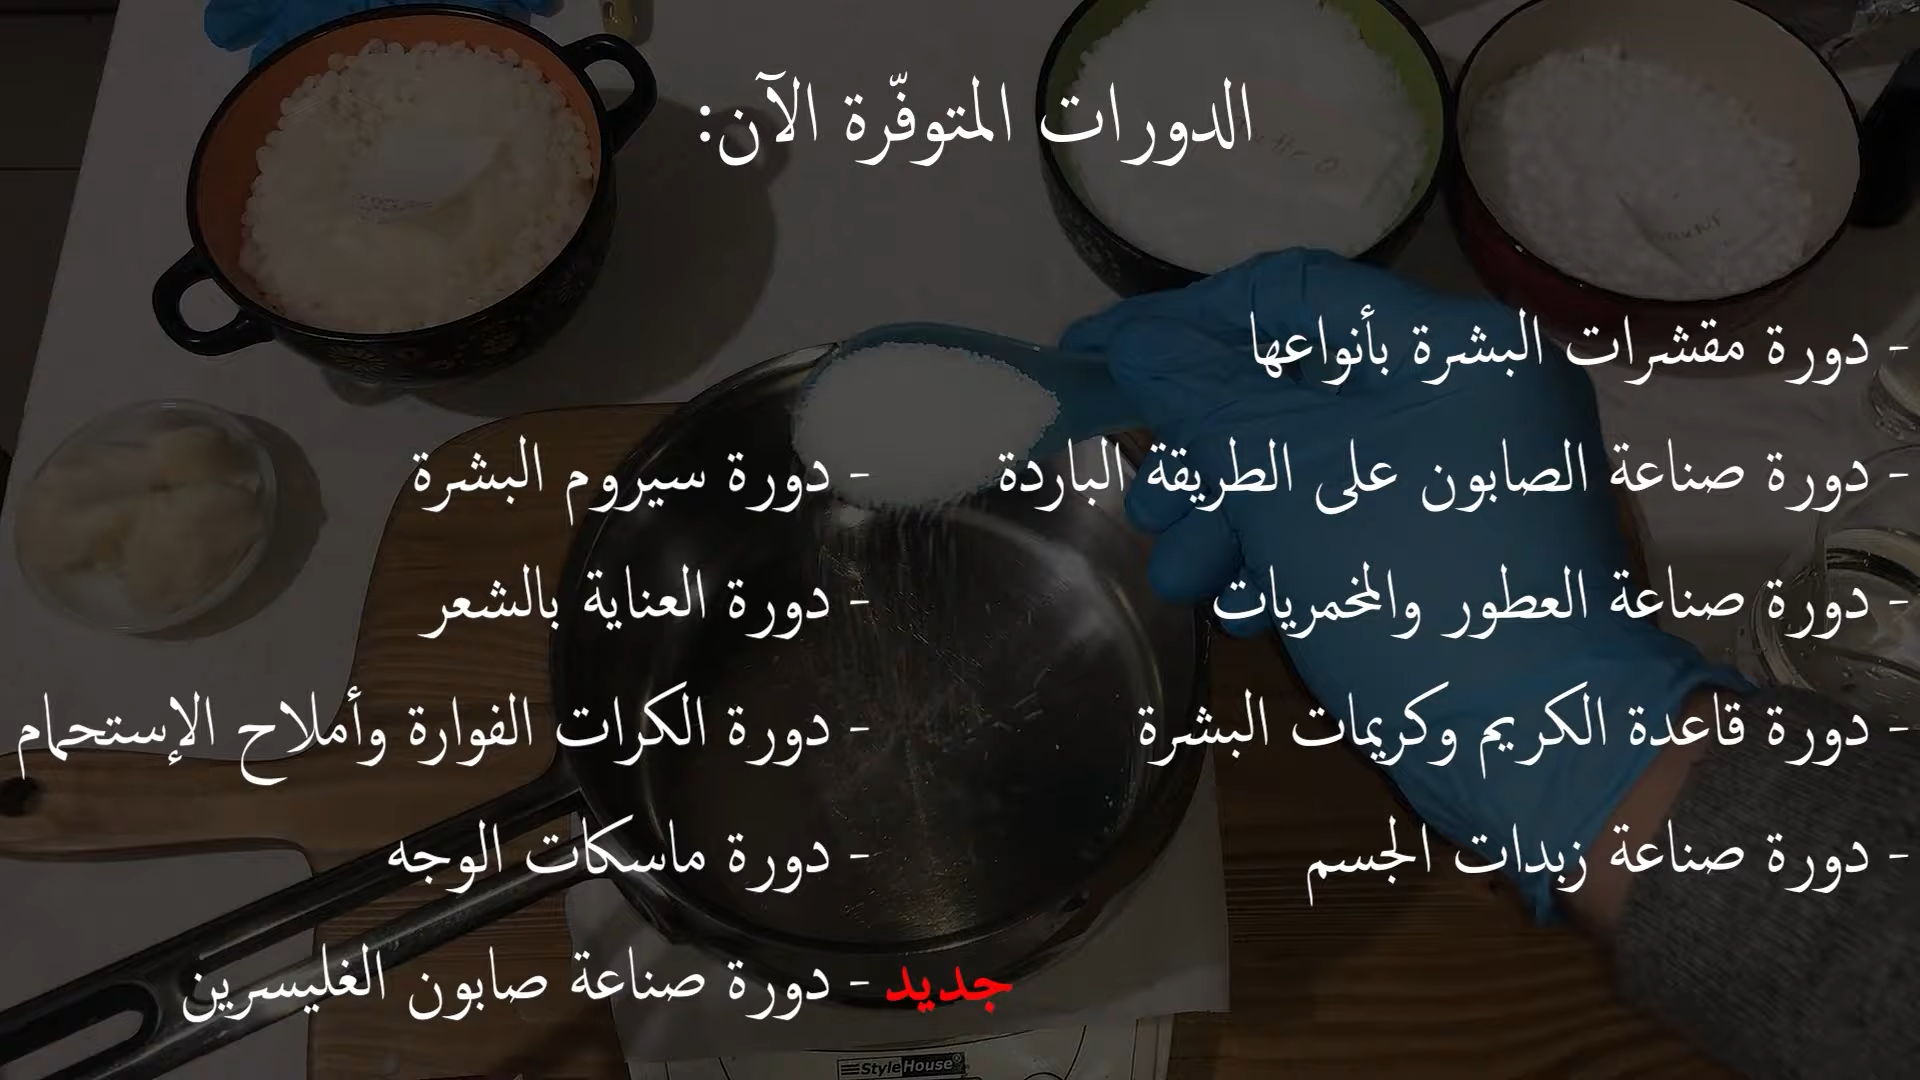 الدورات المتوفّرة الآن:
- دورة مقشرات البشرة بأنواعها
- دورة صناعة الصابون على الطريقة الباردة
- دورة صناعة العطور والمخمريات
- دورة قاعدة الكريم وكريمات البشرة
- دورة صناعة زبدات الجسم
- دورة سيروم البشرة
- دورة العناية بالشعر
- دورة الكرات الفوارة وأملاح الإستحمام
- دورة ماسكات الوجه
جديد - دورة صناعة صابون الغليسرين
StyleHouse®